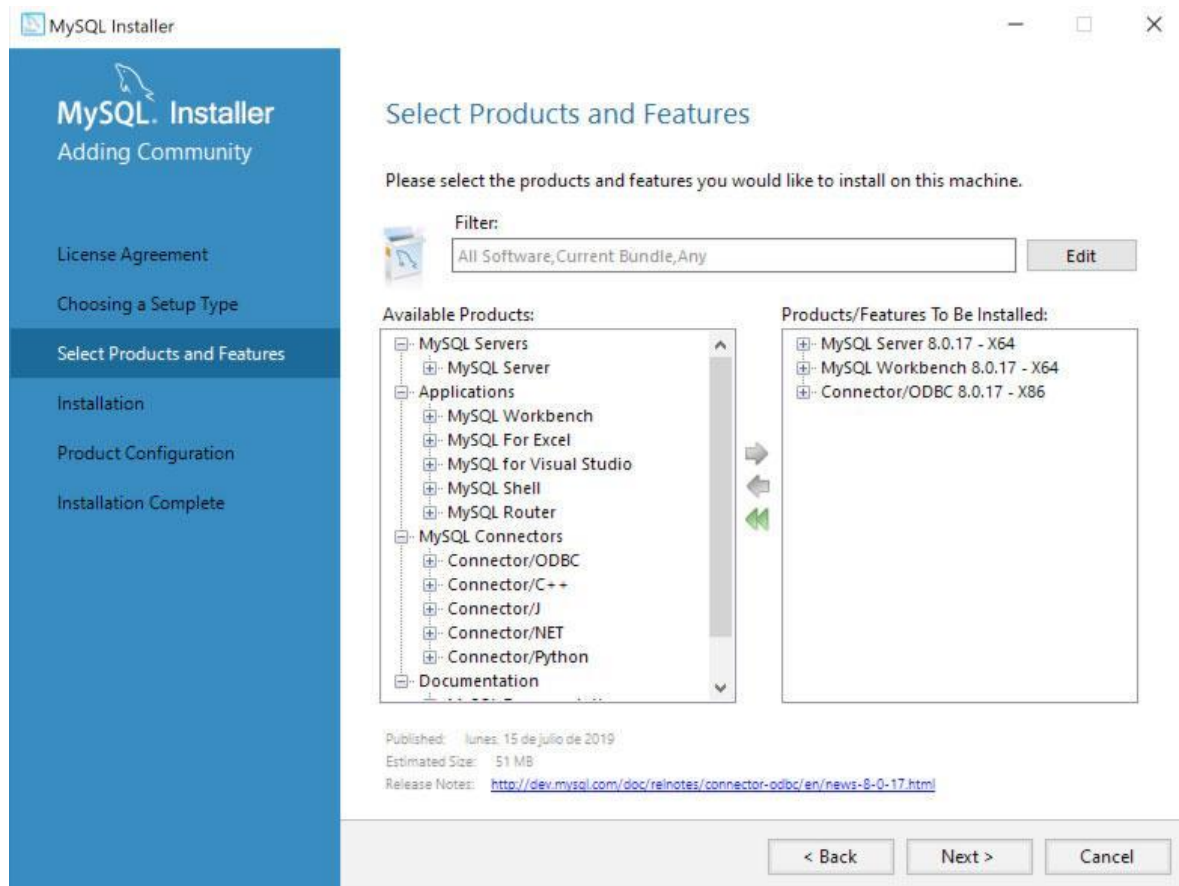 MySQL Installer
MySQL. Installer
Adding Community
License Agreement
Choosing a Setup Type
Select Products and Features
Installation
Product Configuration
Installation Complete
Select Products and Features
Please select the products and features you would like to install on this machine.
Filter:
All Software,Current Bundle,Any
Edit
Available Products:
MySQL Servers
MySQL Server
Applications
MySQL Workbench
MySQL For Excel
MySQL for Visual Studio
MySQL Shell
MySQL Router
MySQL Connectors
Connector/ODBC
Connector/C++
Connector/J
Connector/NET
Connector/Python
Documentation
Products/Features To Be Installed:
MySQL Server 8.0.17 - X64
MySQL Workbench 8.0.17 - X64
Connector/ODBC 8.0.17 - X86
Published: lunes, 15 de julio de 2019
Estimated Size: 51 MB
Release Notes: http://dev.mysql.com/doc/relnotes/connector-odbc/en/news-8-0-17.html
< Back
Next >
Cancel